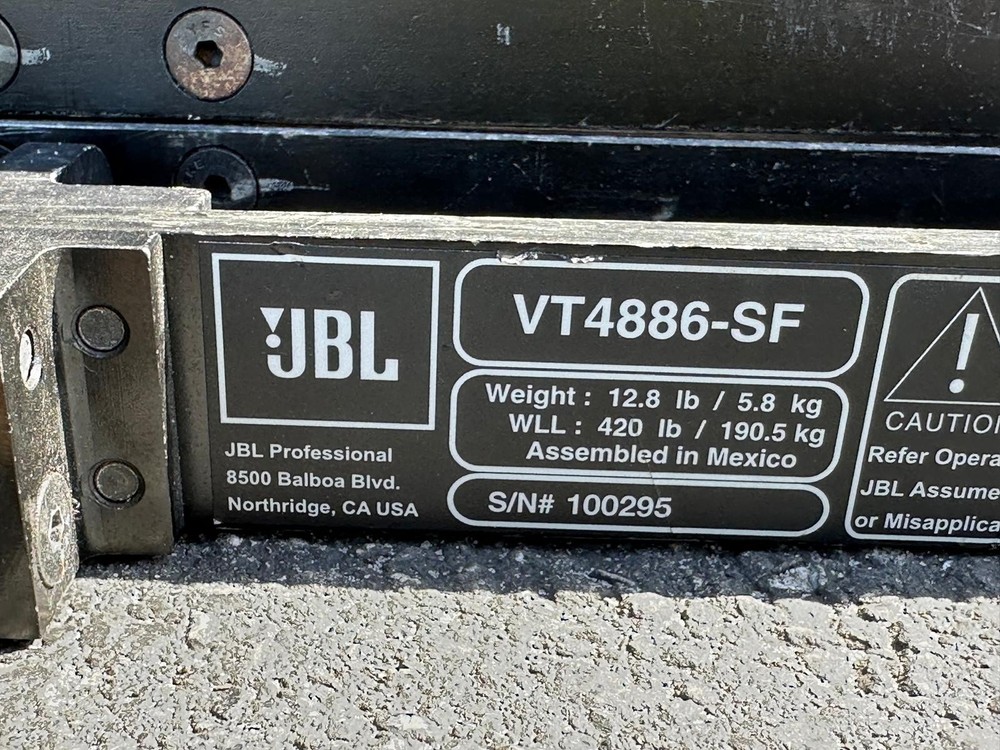 JBL
VT4886-SF
Weight : 12.8 lb / 5.8 kg
WLL : 420 lb / 190.5 kg
Assembled in Mexico
S/N# 100295
JBL Professional
8500 Balboa Blvd.
Northridge, CA USA
!
CAUTION
Refer Opera
JBL Assume
or Misapplica